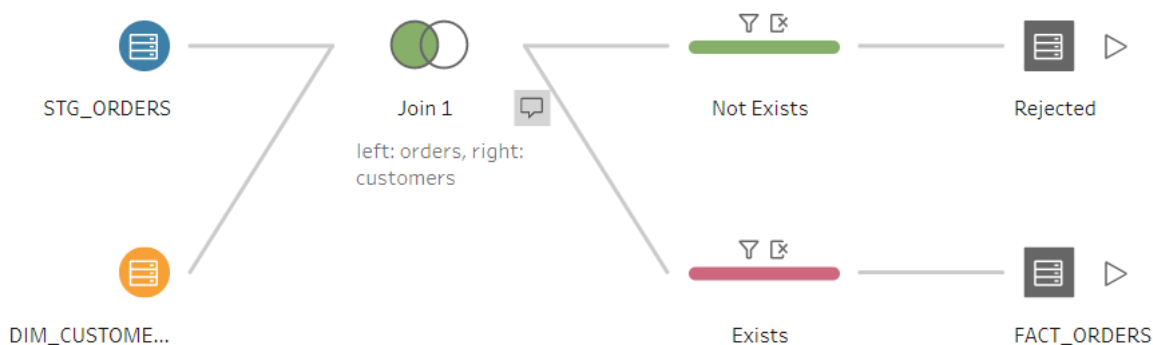 STG_ORDERS
Join 1
left: orders, right:
customers
Not Exists
Rejected
DIM_CUSTOME...
Exists
FACT_ORDERS